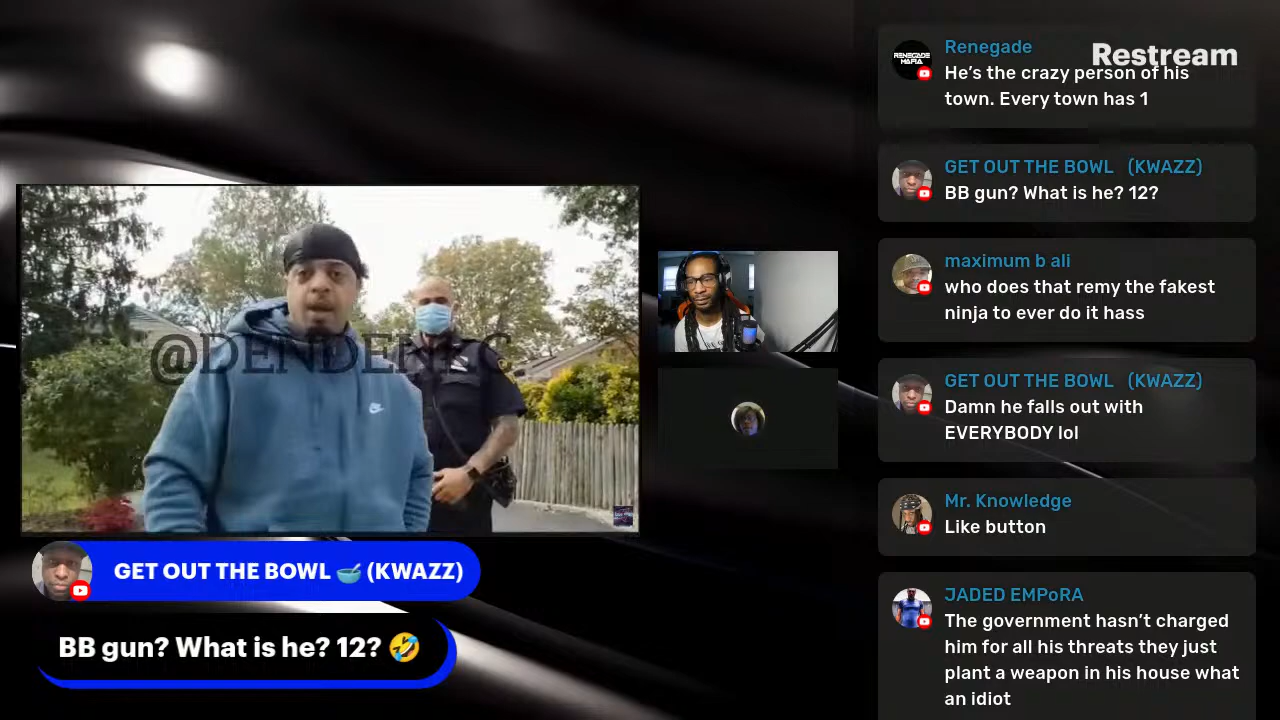 Restream
Renegade
He's the crazy person of his
town. Every town has 1
GET OUT THE BOWL (KWAZZ)
BB gun? What is he? 12?
maximum b ali
who does that remy the fakest
ninja to ever do it hass
GET OUT THE BOWL (KWAZZ)
Damn he falls out with
EVERYBODY lol
Mr. Knowledge
Like button
JADED EMPoRA
The government hasn't charged
him for all his threats they just
plant a weapon in his house what
an idiot
RENEGADE
MAFIA
GET OUT THE BOWL 🥣 (KWAZZ)
BB gun? What is he? 12? 🤣